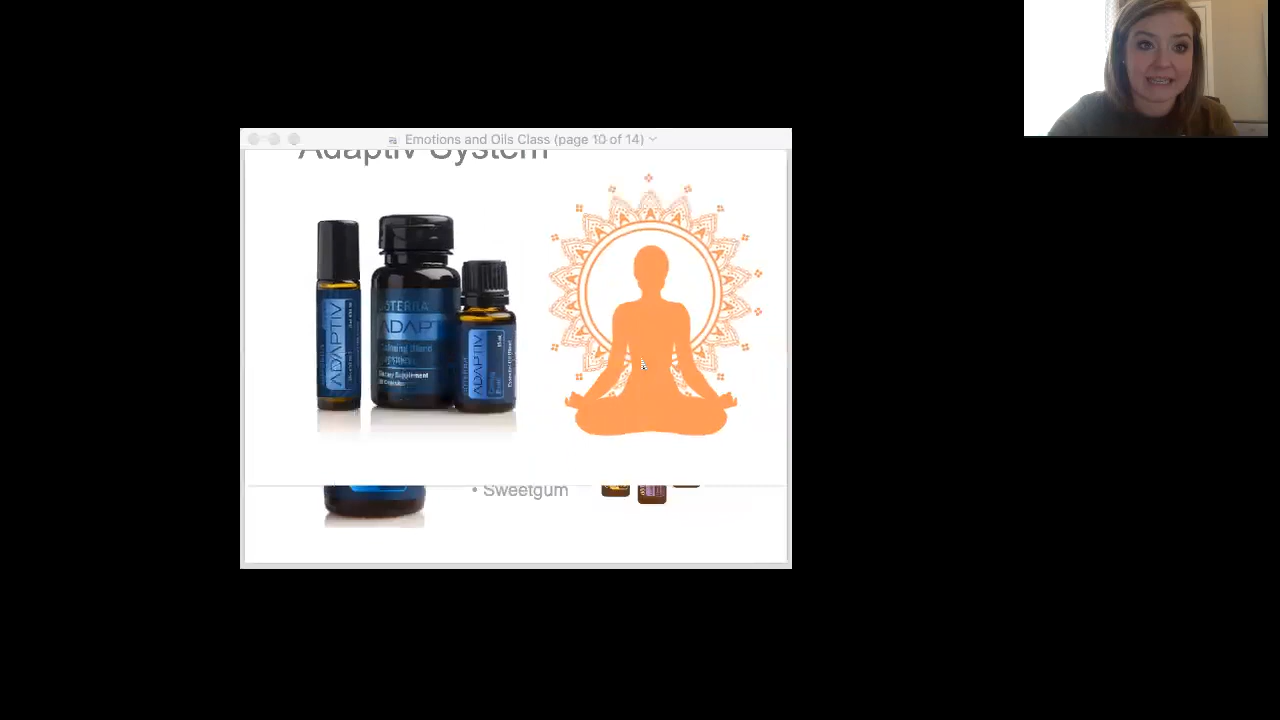 Emotions and Oils Class (page 10 of 14)
Adaptiv System
dōTERRA
ADAPTIV
ADAPTIV
Calming Blend
Dietary Supplement
ADAPTIV
• Sweetgum